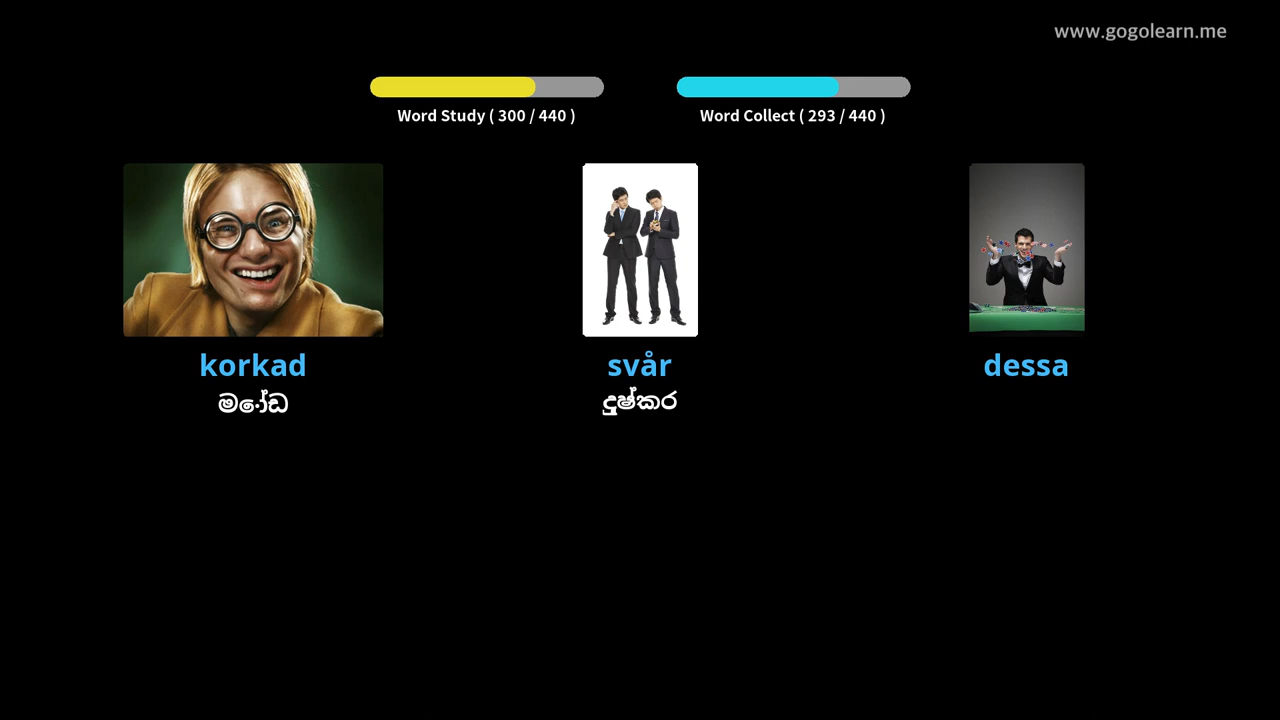 www.gogolearn.me
Word Study ( 300 / 440 )
Word Collect ( 293 / 440 )
korkad
මෝඩ
svår
දුෂ්කර
dessa